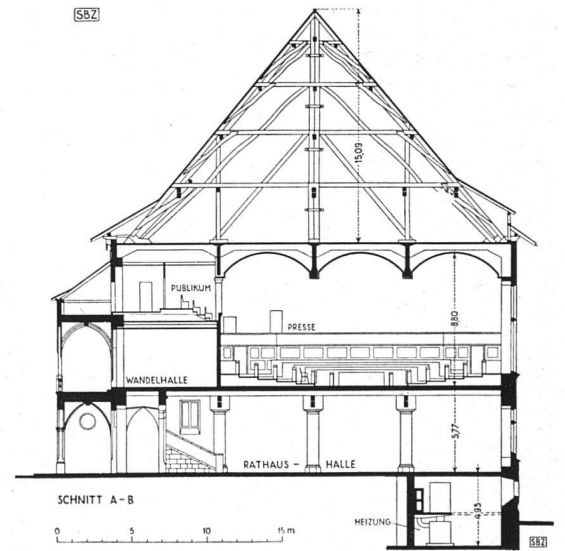 SBZ
15,09
PUBLIKUM
8,80
PRESSE
WANDELHALLE
5,77
RATHAUS - HALLE
SCHNITT A-B
4,93
HEIZUNG
0 5 10 15 m
SBZ